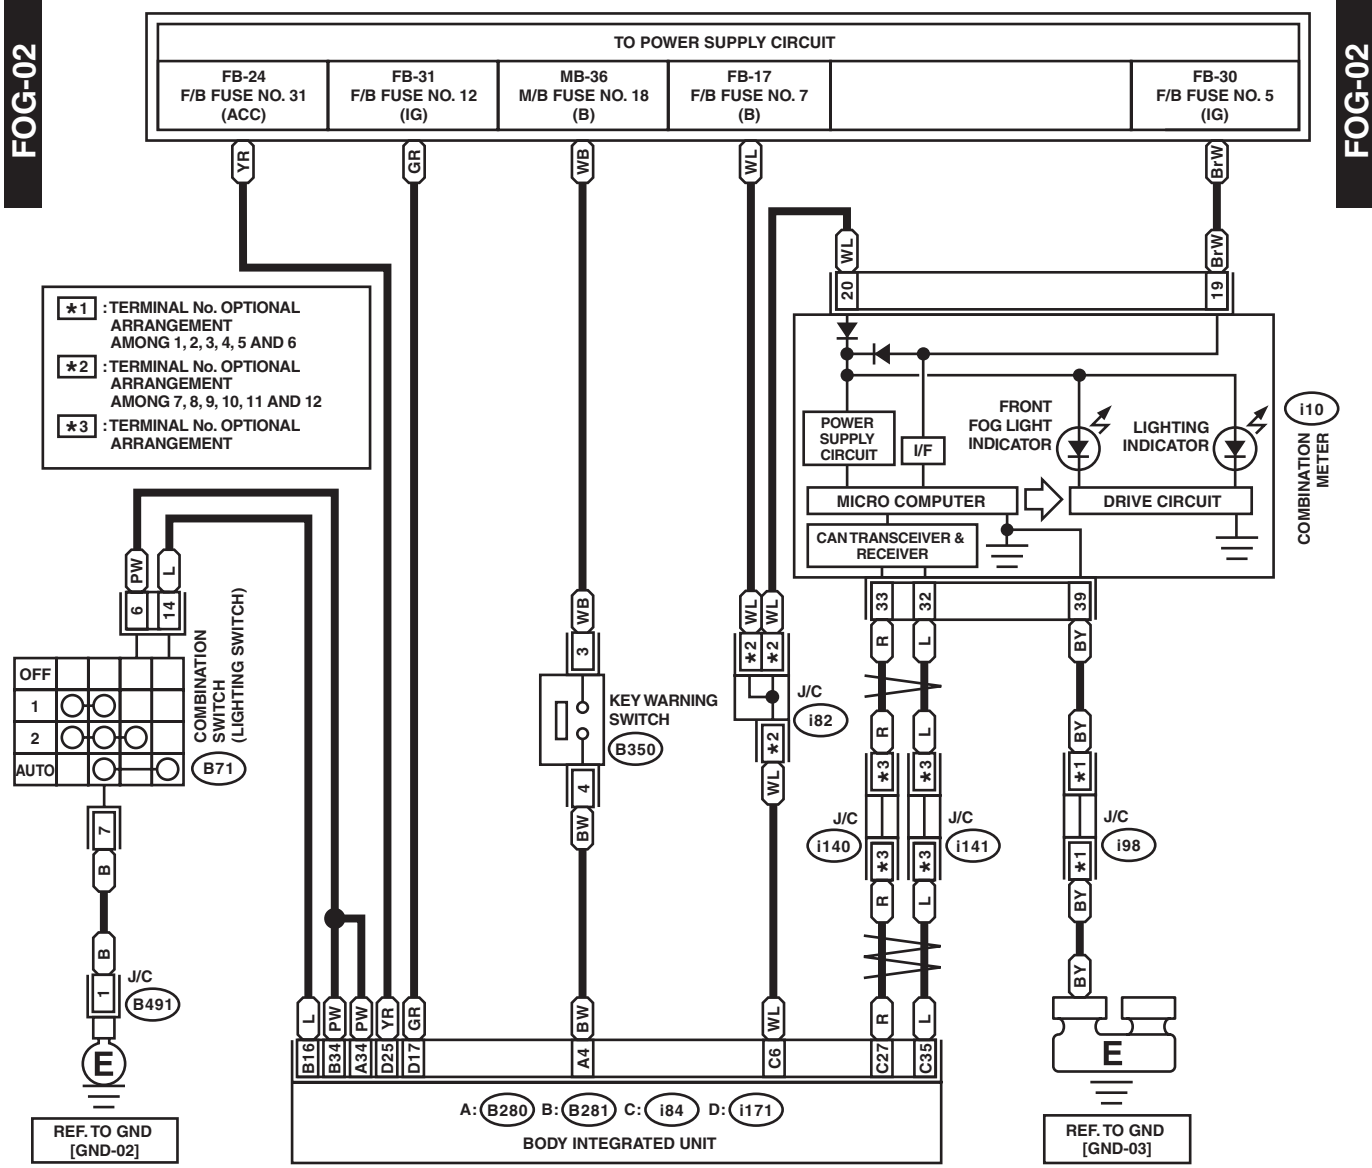 FOG-02
FOG-02
TO POWER SUPPLY CIRCUIT
FB-24
F/B FUSE NO. 31
(ACC)
FB-31
F/B FUSE NO. 12
(IG)
MB-36
M/B FUSE NO. 18
(B)
FB-17
F/B FUSE NO. 7
(B)
FB-30
F/B FUSE NO. 5
(IG)
YR
GR
WB
WL
BrW
WL
BrW
20
19
*1 : TERMINAL No. OPTIONAL
ARRANGEMENT
AMONG 1, 2, 3, 4, 5 AND 6
*2 : TERMINAL No. OPTIONAL
ARRANGEMENT
AMONG 7, 8, 9, 10, 11 AND 12
*3 : TERMINAL No. OPTIONAL
ARRANGEMENT
POWER
SUPPLY
CIRCUIT
I/F
FRONT
FOG LIGHT
INDICATOR
LIGHTING
INDICATOR
MICRO COMPUTER
DRIVE CIRCUIT
CAN TRANSCEIVER &
RECEIVER
i10
COMBINATION
METER
PW
L
6
14
OFF
1
2
AUTO
COMBINATION
SWITCH
(LIGHTING SWITCH)
B71
7
B
B
1
J/C
B491
E
REF. TO GND
[GND-02]
WB
3
KEY WARNING
SWITCH
B350
4
BW
WL
WL
*2
*2
J/C
i82
*2
WL
33
32
39
R
L
BY
R
L
BY
*3
*3
*1
J/C
i140
J/C
i141
J/C
i98
*3
*3
*1
R
L
BY
BY
E
REF. TO GND
[GND-03]
L
PW
PW
YR
GR
BW
WL
R
L
B16
B34
A34
D25
D17
A4
C6
C27
C35
A: B280 B: B281 C: i84 D: i171
BODY INTEGRATED UNIT